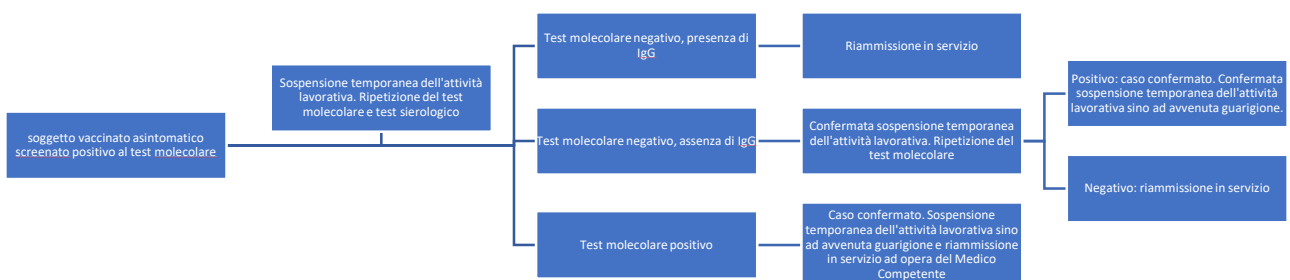 soggetto vaccinato asintomatico
screenato positivo al test molecolare
Sospensione temporanea dell'attività
lavorativa. Ripetizione del test
molecolare e test sierologico
Test molecolare negativo, presenza di
IgG
Riammissione in servizio
Test molecolare negativo, assenza di IgG
Confermata sospensione temporanea
dell'attività lavorativa. Ripetizione del
test molecolare
Positivo: caso confermato. Confermata
sospensione temporanea dell'attività
lavorativa sino ad avvenuta guarigione.
Negativo: riammissione in servizio
Test molecolare positivo
Caso confermato. Sospensione
temporanea dell'attività lavorativa sino
ad avvenuta guarigione e riammissione
in servizio ad opera del Medico
Competente